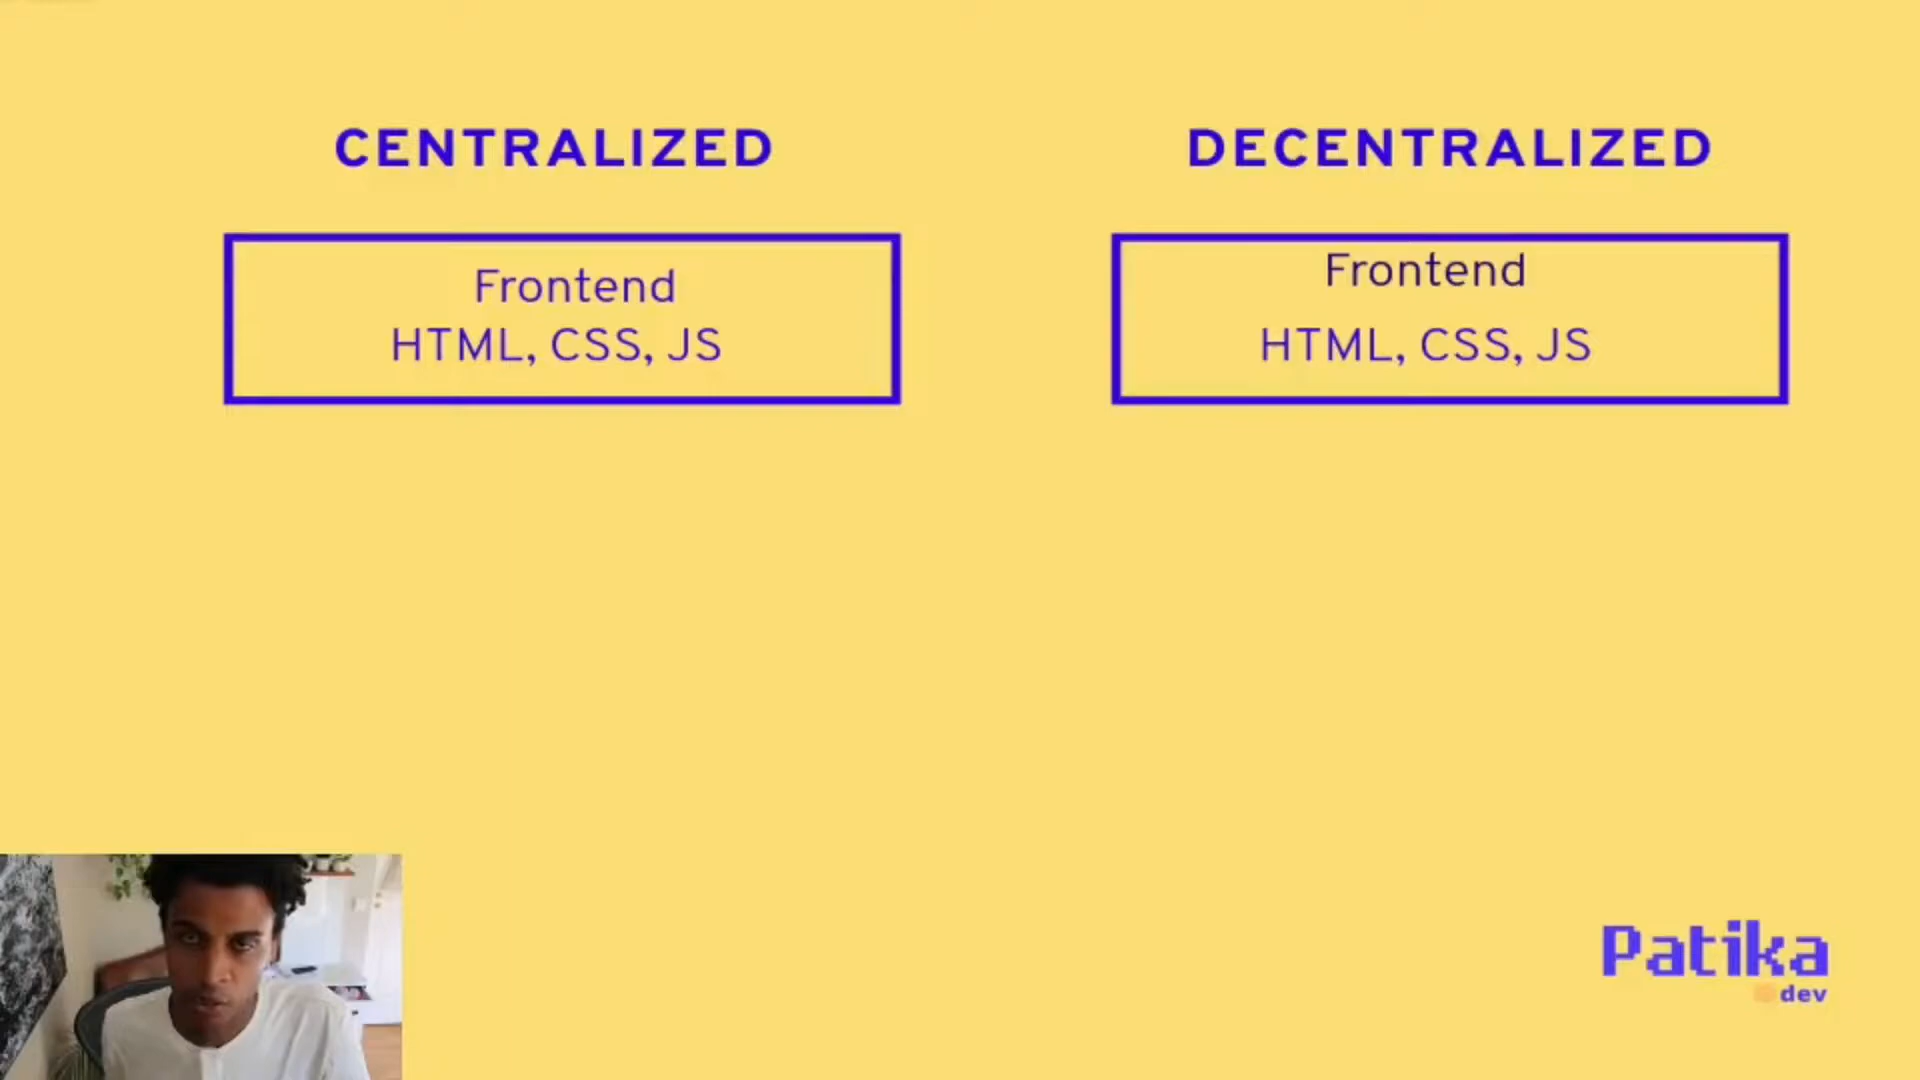 CENTRALIZED
Frontend
HTML, CSS, JS
DECENTRALIZED
Frontend
HTML, CSS, JS
Patika
dev